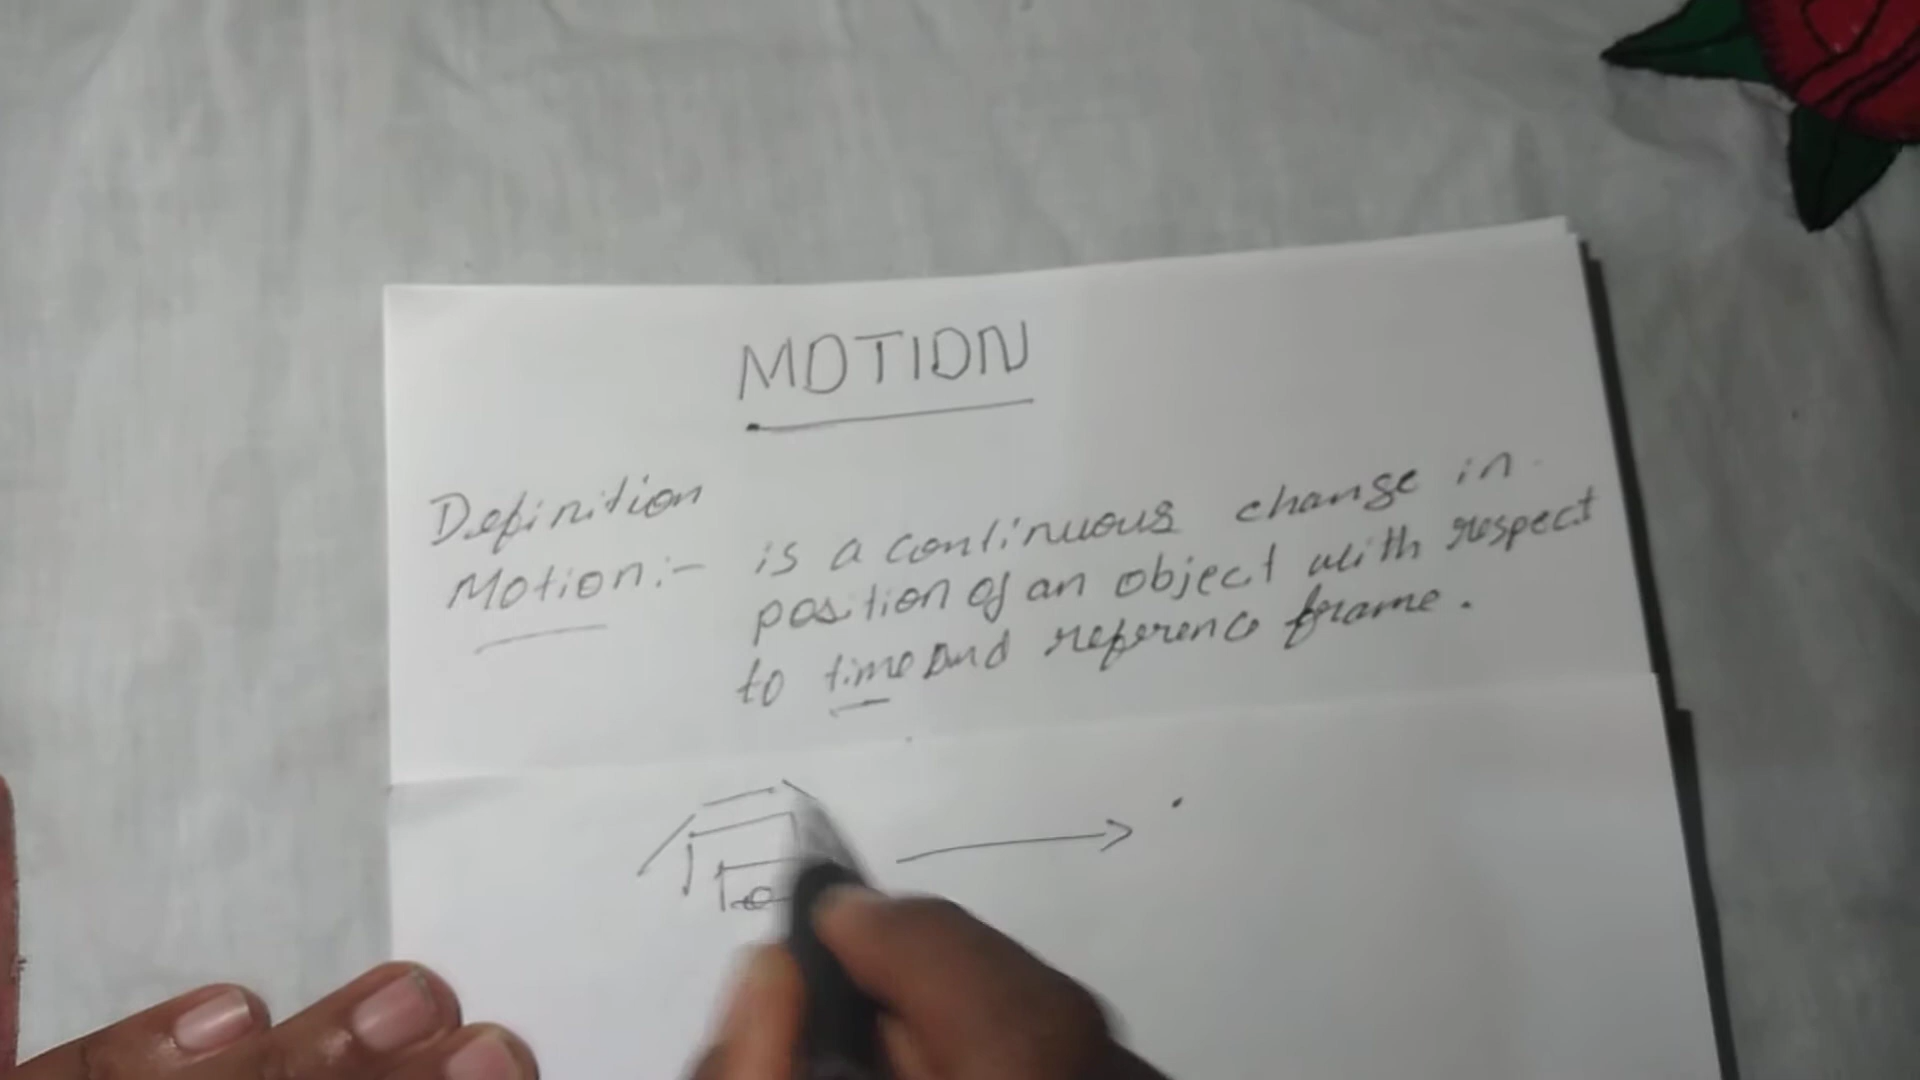 MOTION
Definition
Motion:- is a continuous change in
position of an object with respect
to time and reference frame.